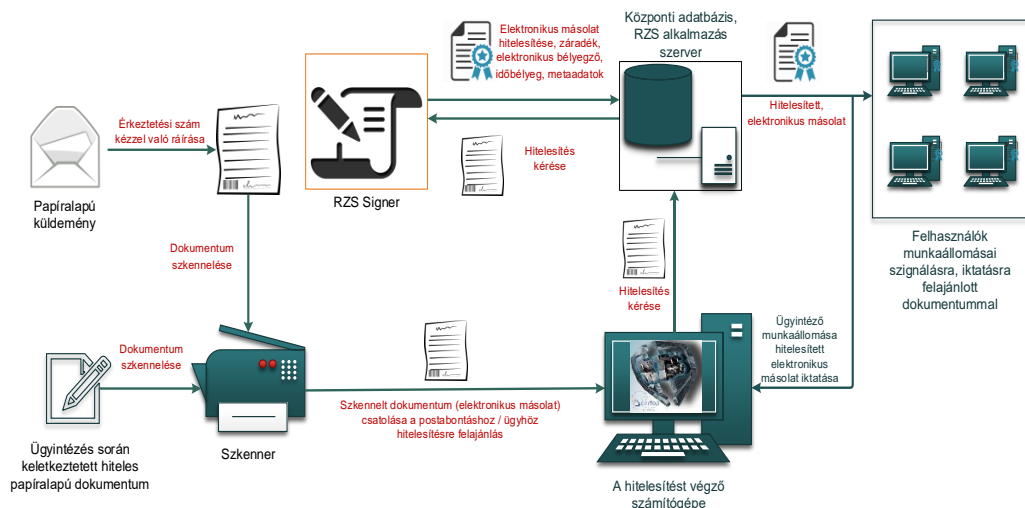 Elektronikus másolat
hitelesítése, záradék,
elektronikus bélyegző,
időbélyeg, metaadatok
Központi adatbázis,
RZS alkalmazás
szerver
Hitelesített,
elektronikus másolat
Érkeztetési szám
kézzel való ráírása
Hitelesítés
kérése
Papíralapú
küldemény
RZS Signer
Dokumentum
szkennelése
Hitelesítés
kérése
Felhasználók
munkaállomásai
szignálásra, iktatásra
felajánlott
dokumentummal
Dokumentum
szkennelése
Ügyintéző
munkaállomása
hitelesített
elektronikus
másolat iktatása
Szkennelt dokumentum (elektronikus másolat)
csatolása a postabontáshoz / ügyhöz
hitelesítésre felajánlás
Ügyintézés során
keletkeztetett hiteles
papíralapú dokumentum
Szkenner
A hitelesítést végző
számítógépe